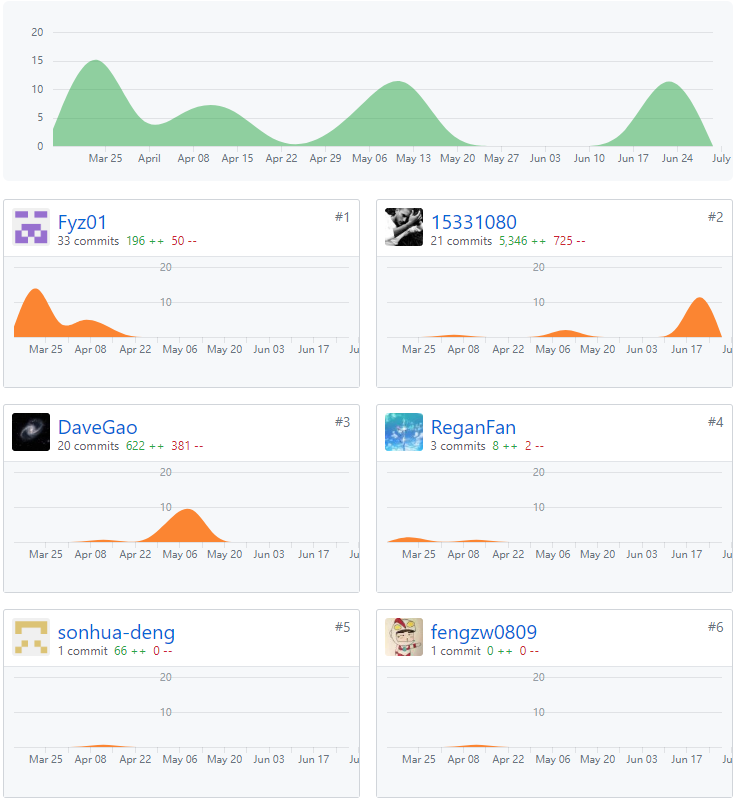 20
15
10
5
0
Mar 25 April Apr 08 Apr 15 Apr 22 Apr 29 May 06 May 13 May 20 May 27 Jun 03 Jun 10 Jun 17 Jun 24 July
Fyz01 #1
33 commits 196 ++ 50 --
20
10
Mar 25 Apr 08 Apr 22 May 06 May 20 Jun 03 Jun 17 Ju
15331080 #2
21 commits 5,346 ++ 725 --
20
10
Mar 25 Apr 08 Apr 22 May 06 May 20 Jun 03 Jun 17 Ju
DaveGao #3
20 commits 622 ++ 381 --
20
10
Mar 25 Apr 08 Apr 22 May 06 May 20 Jun 03 Jun 17 Ju
ReganFan #4
3 commits 8 ++ 2 --
20
10
Mar 25 Apr 08 Apr 22 May 06 May 20 Jun 03 Jun 17 Ju
sonhua-deng #5
1 commit 66 ++ 0 --
20
10
Mar 25 Apr 08 Apr 22 May 06 May 20 Jun 03 Jun 17 Ju
fengzw0809 #6
1 commit 0 ++ 0 --
20
10
Mar 25 Apr 08 Apr 22 May 06 May 20 Jun 03 Jun 17 Ju